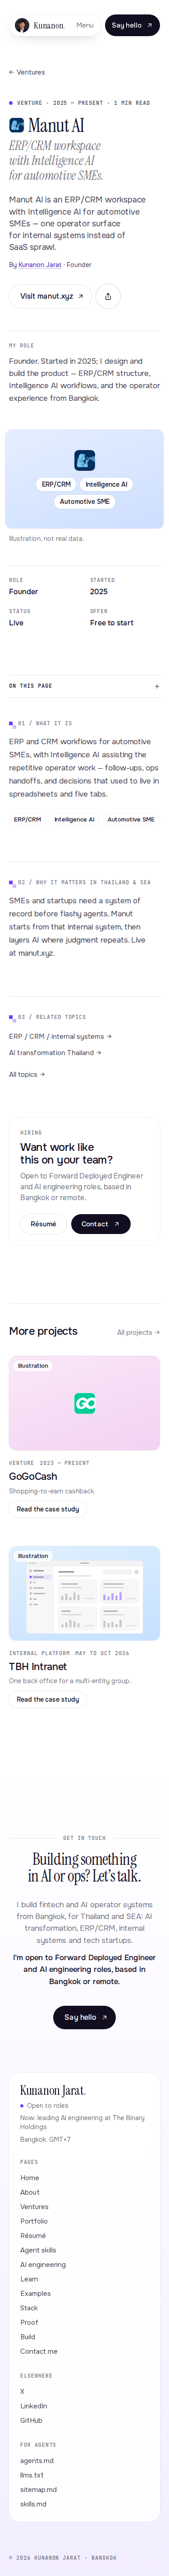 Kunanon.
Menu
Say hello ↗
← Ventures
VENTURE · 2025 — PRESENT · 1 MIN READ
Manut AI
ERP/CRM workspace
with Intelligence AI
for automotive SMEs.
Manut AI is an ERP/CRM workspace
with Intelligence AI for automotive
SMEs — one operator surface
for internal systems instead of
SaaS sprawl.
By Kunanon Jarat · Founder
Visit manut.xyz ↗
MY ROLE
Founder. Started in 2025; I design and
build the product — ERP/CRM structure,
Intelligence AI workflows, and the operator
experience from Bangkok.
ERP/CRM
Intelligence AI
Automotive SME
Illustration, not real data.
ROLE
Founder
STARTED
2025
STATUS
Live
OFFER
Free to start
ON THIS PAGE +
01 / WHAT IT IS
ERP and CRM workflows for automotive
SMEs, with Intelligence AI assisting the
repetitive operator work — follow-ups, ops
handoffs, and decisions that used to live in
spreadsheets and five tabs.
ERP/CRM
Intelligence AI
Automotive SME
02 / WHY IT MATTERS IN THAILAND & SEA
SMEs and startups need a system of
record before flashy agents. Manut
starts from that internal system, then
layers AI where judgment repeats. Live
at manut.xyz.
03 / RELATED TOPICS
ERP / CRM / internal systems →
AI transformation Thailand →
All topics →
HIRING
Want work like
this on your team?
Open to Forward Deployed Engineer
and AI engineering roles, based in
Bangkok or remote.
Résumé
Contact ↗
More projects
All projects →
Illustration
GO
VENTURE 2023 — PRESENT
GoGoCash
Shopping-to-earn cashback.
Read the case study
Illustration
INTERNAL PLATFORM MAY TO OCT 2026
TBH Intranet
One back office for a multi-entity group.
Read the case study
GET IN TOUCH
Building something
in AI or ops? Let's talk.
I build fintech and AI operator systems
from Bangkok, for Thailand and SEA: AI
transformation, ERP/CRM, internal
systems and tech startups.
I'm open to Forward Deployed Engineer
and AI engineering roles, based in
Bangkok or remote.
Say hello ↗
Kunanon Jarat.
Open to roles
Now: leading AI engineering at The Binary
Holdings
Bangkok, GMT+7
PAGES
Home
About
Ventures
Portfolio
Résumé
Agent skills
AI engineering
Learn
Examples
Stack
Proof
Build
Contact me
ELSEWHERE
X
LinkedIn
GitHub
FOR AGENTS
agents.md
llms.txt
sitemap.md
skills.md
© 2026 KUNANON JARAT · BANGKOK